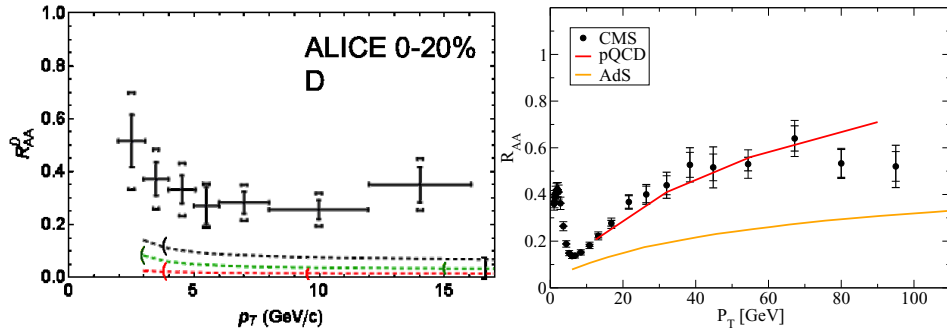 ALICE 0-20%
D
1.0
0.8
0.6
0.4
0.2
0.0
R^D_AA
0
5
10
15
p_T (GeV/c)
CMS
pQCD
AdS
1.2
0.8
0.4
0
R_AA
0
20
40
60
80
100
P_T [GeV]